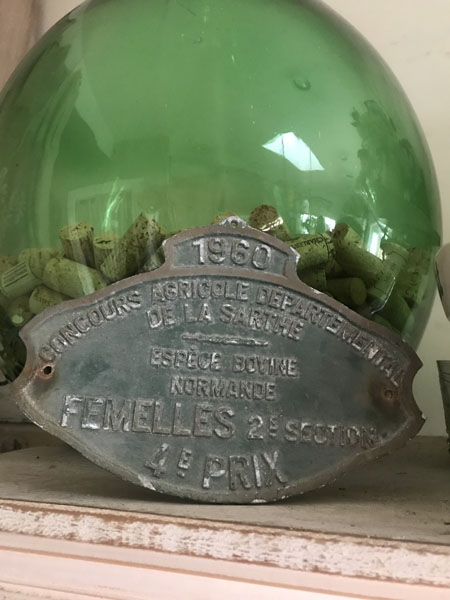 1960
CONCOURS AGRICOLE DEPARTEMENTAL
DE LA SARTHE
ESPÈCE BOVINE
NORMANDE
FEMELLES 2E SECTION
4E PRIX